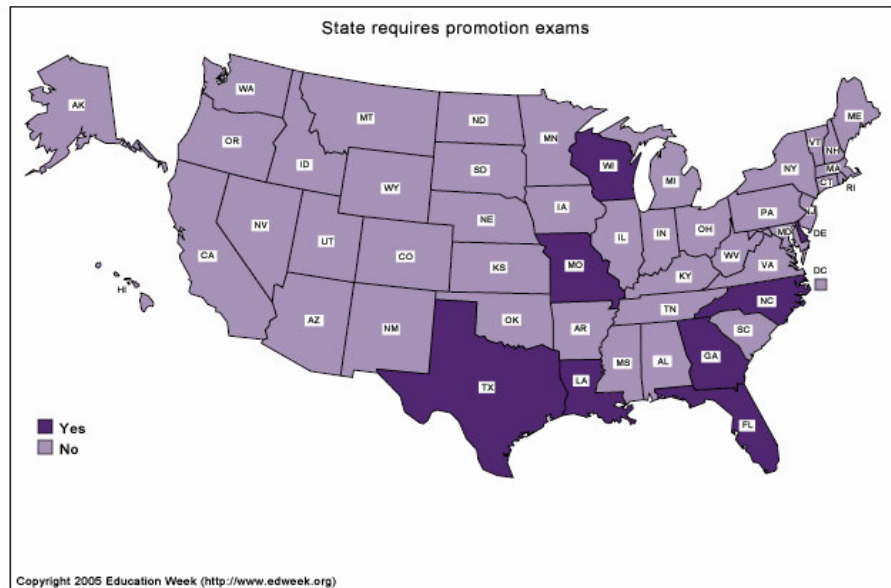 State requires promotion exams
AK
WA
MT
ND
MN
ME
VT
NH
OR
ID
SD
WI
MI
NY
MA
CT
RI
WY
IA
PA
NJ
NE
OH
MD
DE
NV
UT
CO
IL
IN
WV
VA
DC
CA
KS
MO
KY
HI
NC
TN
AZ
NM
OK
AR
SC
MS
AL
GA
TX
LA
FL
Yes
No
Copyright 2005 Education Week (http://www.edweek.org)